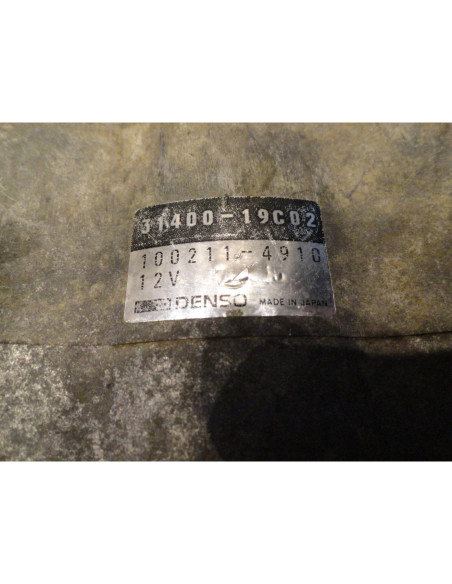 31400-19C02
100211-4910
12V
DENSO MADE IN JAPAN